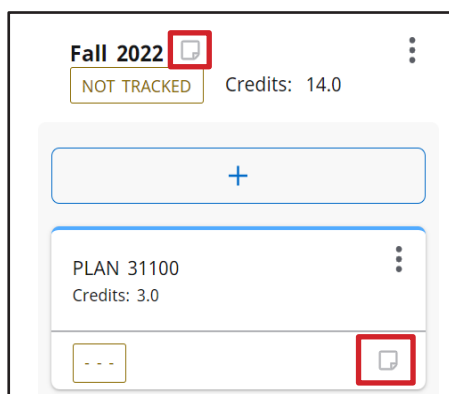 Fall 2022
NOT TRACKED Credits: 14.0
+
PLAN 31100
Credits: 3.0
- - -